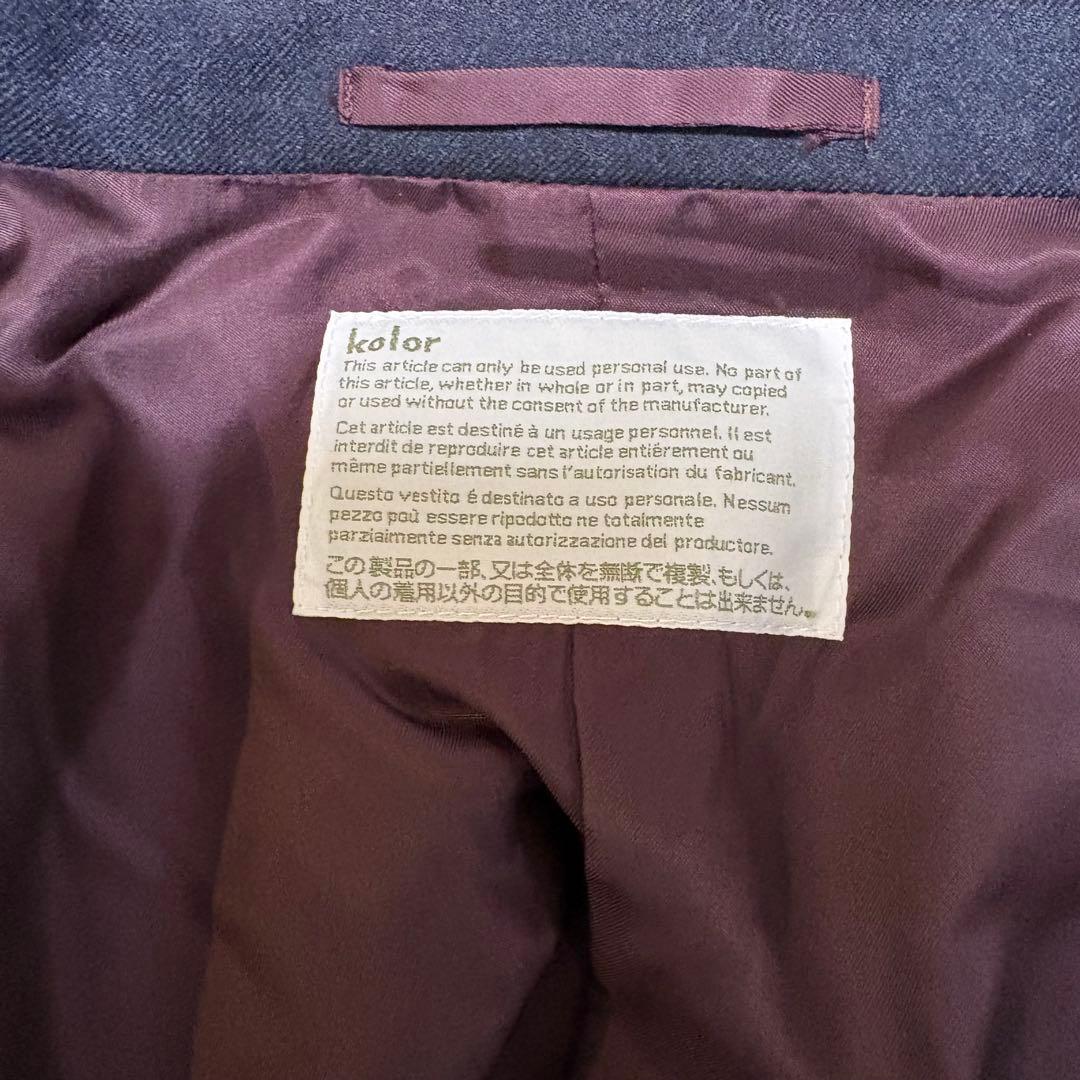 kolor
This article can only be used personal use. No part of
this article, whether in whole or in part, may copied
or used without the consent of the manufacturer.
Cet article est destiné à un usage personnel. Il est
interdit de reproduire cet article entiérement ou
même partiellement sans l'autorisation du fabricant.
Questo vestito é destinato a uso personale. Nessum
pezzo poù essere ripodotto ne totalmente
parzialmente senza autorizzazione del productore.
この製品の一部、又は全体を無断で複製、もしくは、
個人の着用以外の目的で使用することは出来ません。